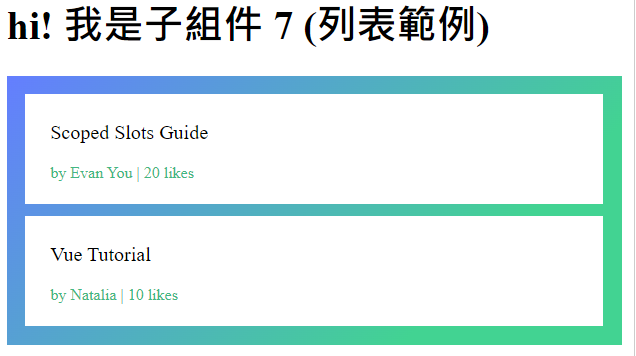 hi! 我是子組件 7 (列表範例)
Scoped Slots Guide
by Evan You | 20 likes
Vue Tutorial
by Natalia | 10 likes